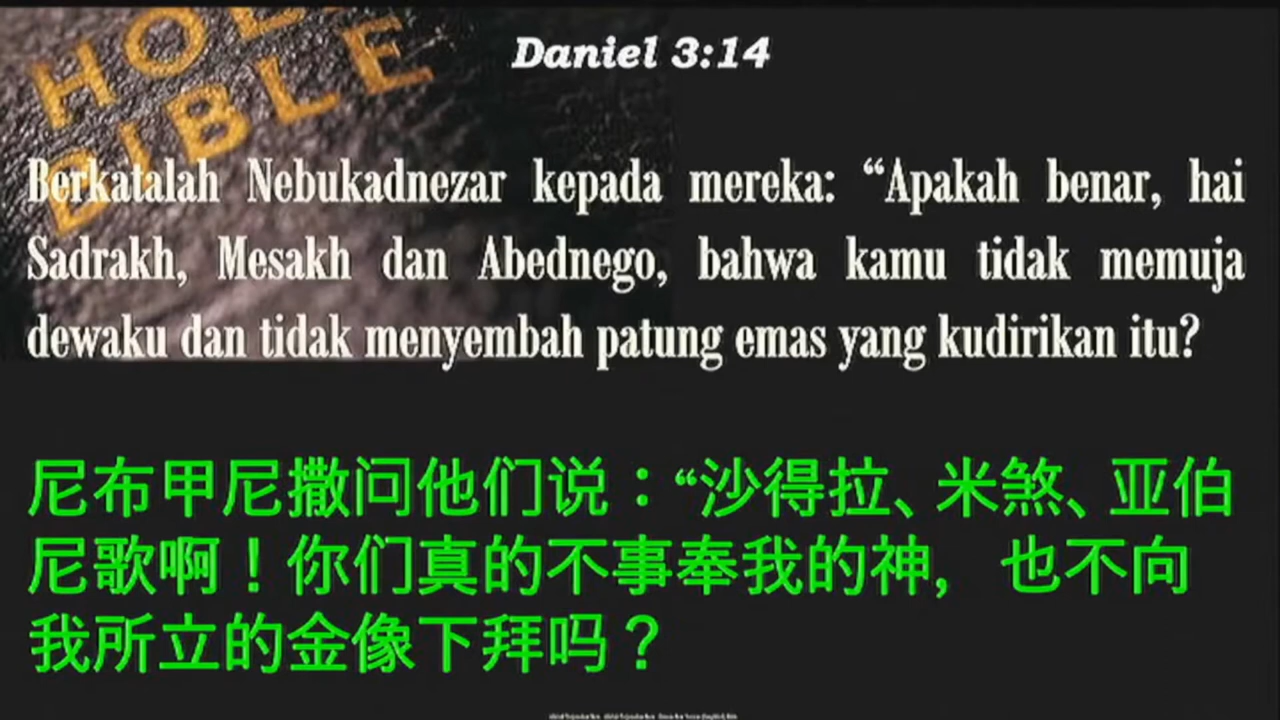 HOL
BIBLE
Daniel 3:14
Berkatalah Nebukadnezar kepada mereka: “Apakah benar, hai
Sadrakh, Mesakh dan Abednego, bahwa kamu tidak memuja
dewaku dan tidak menyembah patung emas yang kudirikan itu?
尼布甲尼撒问他们说：“沙得拉、米煞、亚伯
尼歌啊！你们真的不事奉我的神，也不向
我所立的金像下拜吗？